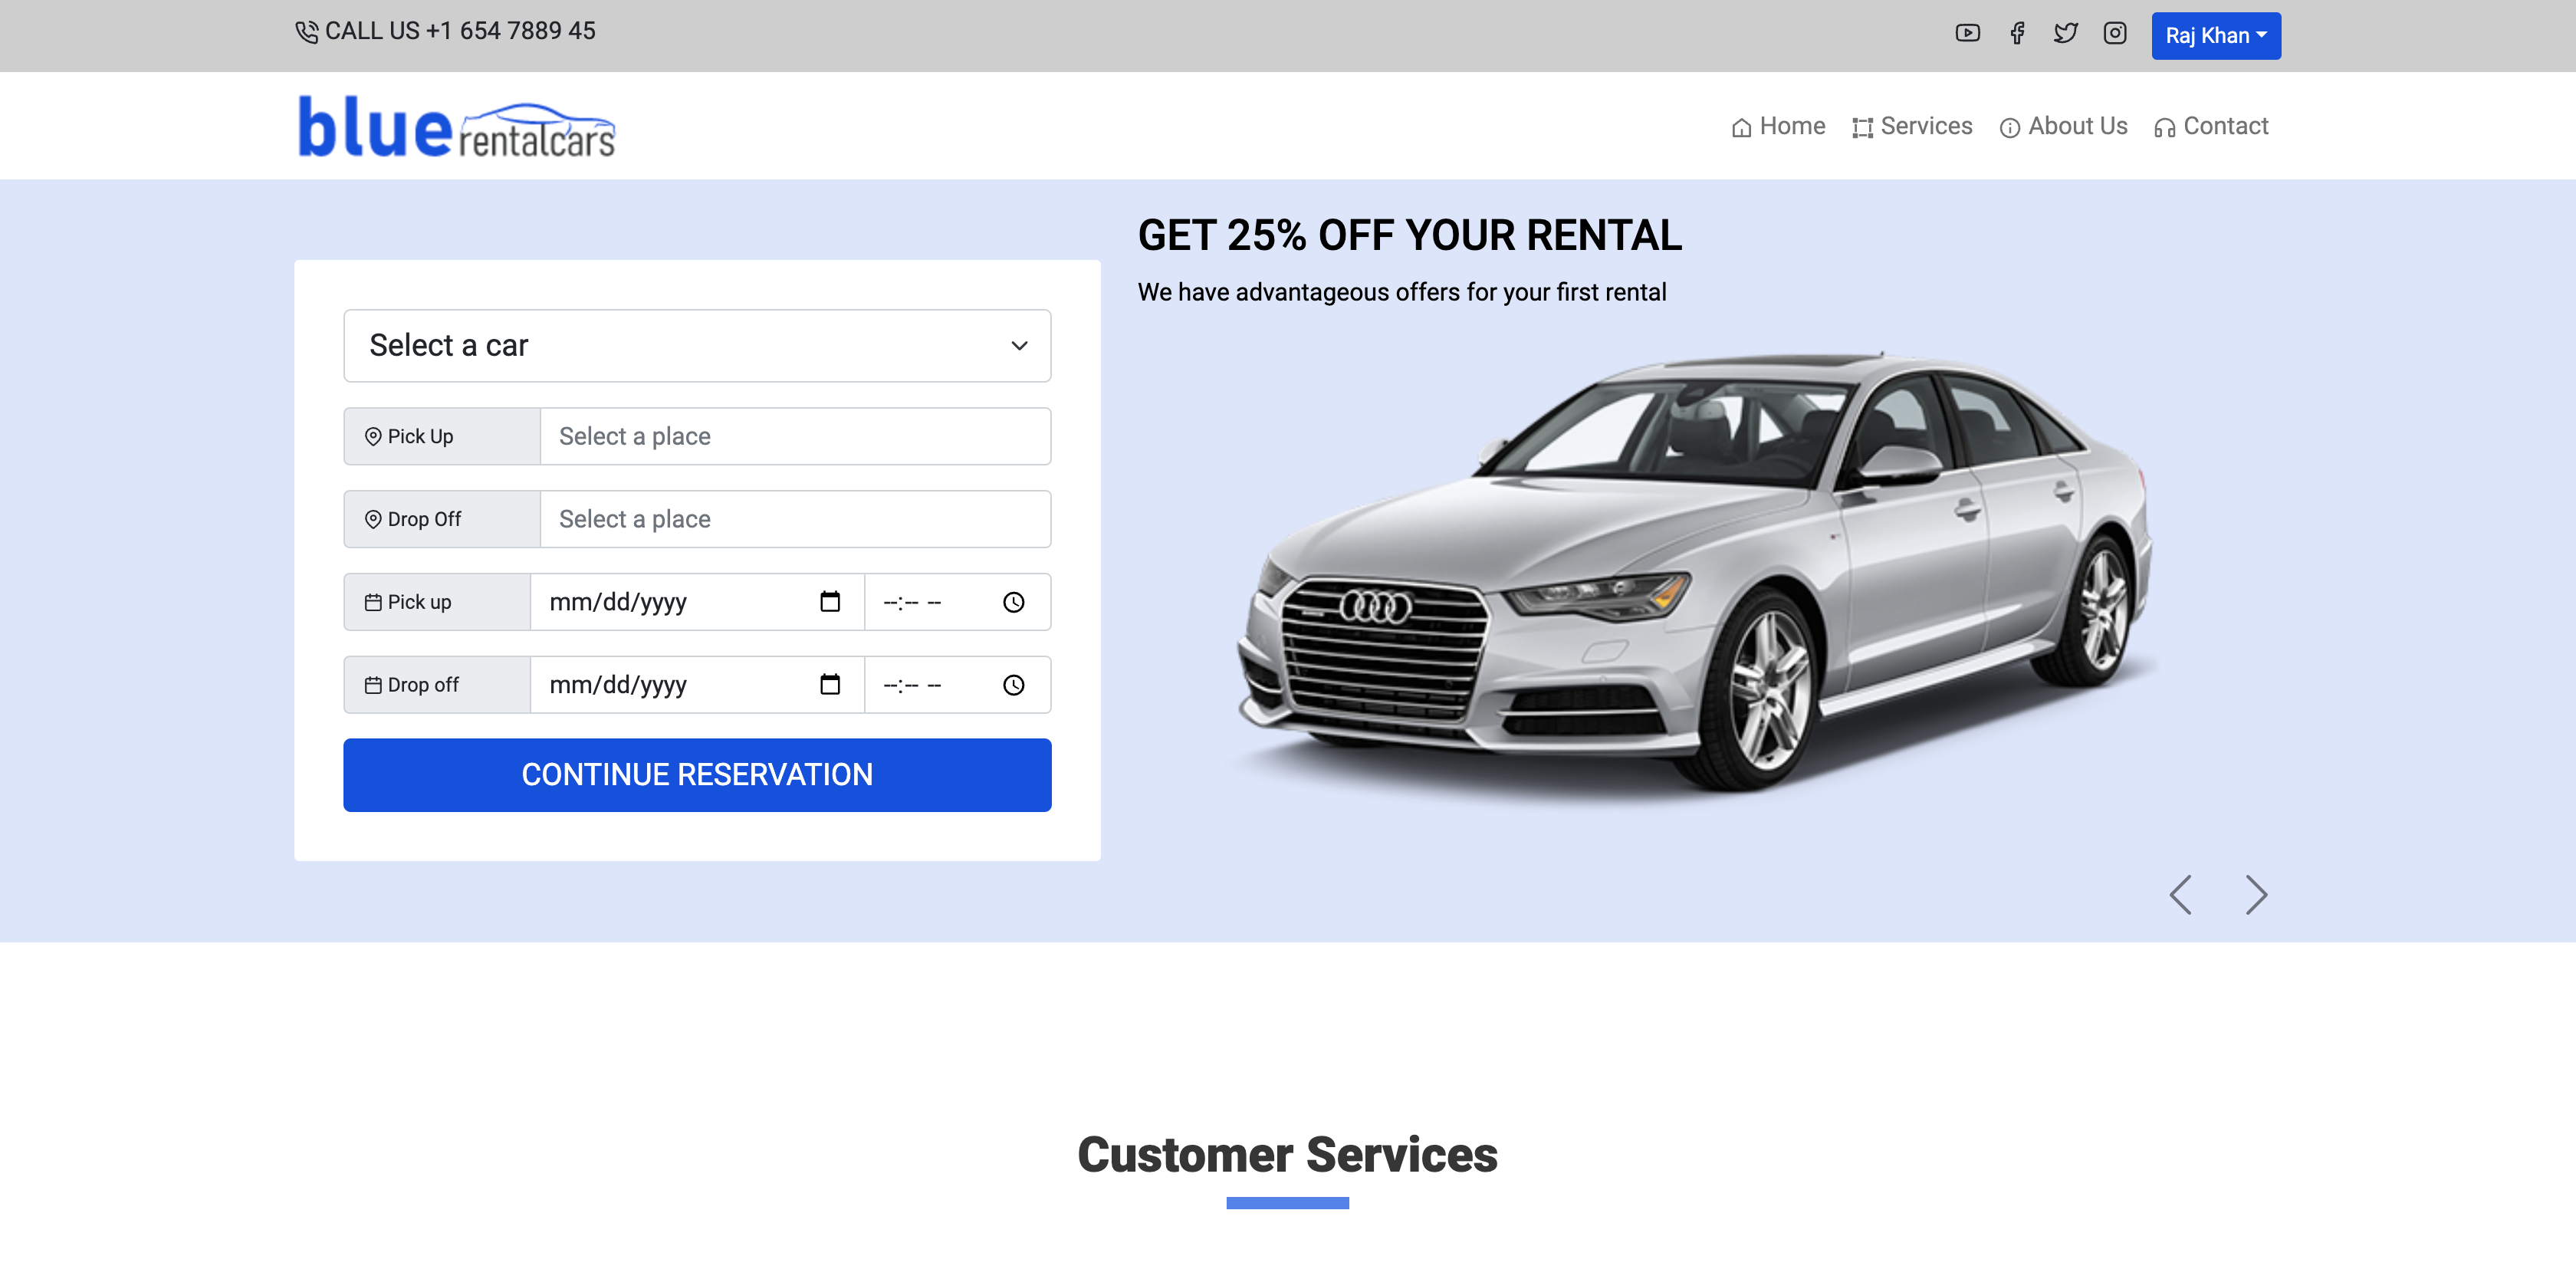 CALL US +1 654 7889 45
Raj Khan
blue rentalcars
Home Services About Us Contact
GET 25% OFF YOUR RENTAL
We have advantageous offers for your first rental
Select a car
Pick Up Select a place
Drop Off Select a place
Pick up mm/dd/yyyy --:-- --
Drop off mm/dd/yyyy --:-- --
CONTINUE RESERVATION
Customer Services